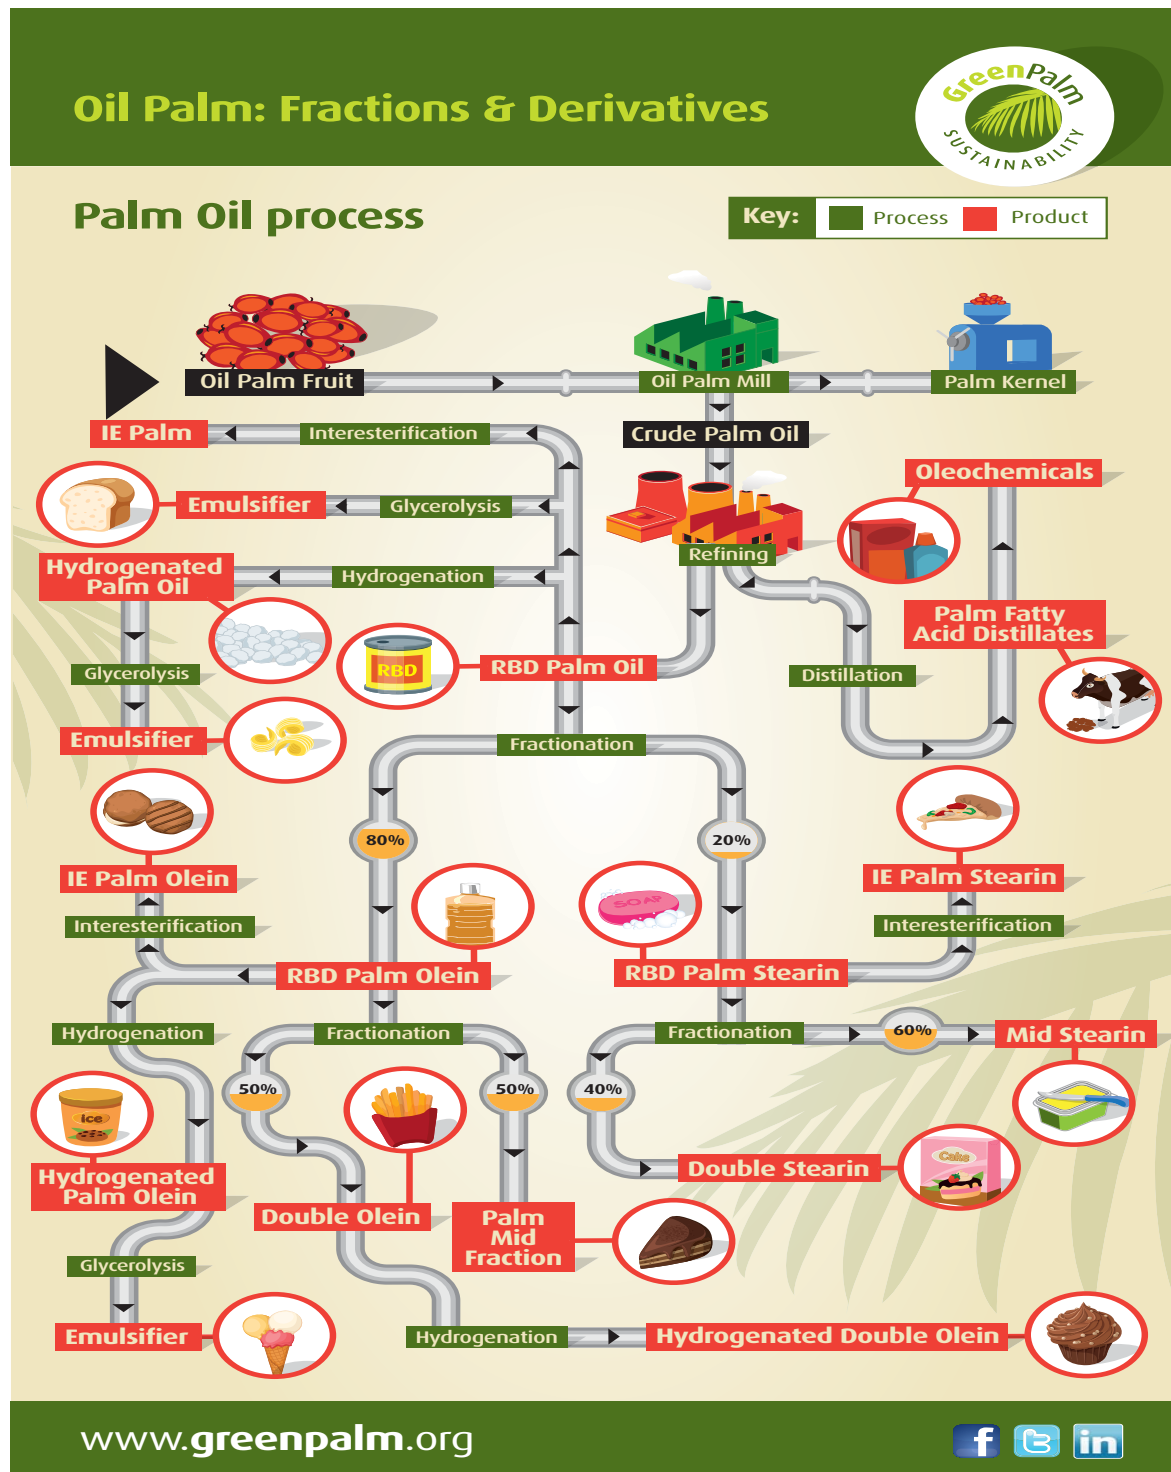 Oil Palm: Fractions & Derivatives
GreenPalm
SUSTAINABILITY
Palm Oil process
Key:
Process
Product
Oil Palm Fruit
Oil Palm Mill
Palm Kernel
IE Palm
Interesterification
Crude Palm Oil
Oleochemicals
Emulsifier
Glycerolysis
Refining
Hydrogenated
Palm Oil
Hydrogenation
Palm Fatty
Acid Distillates
RBD
RBD Palm Oil
Glycerolysis
Distillation
Emulsifier
Fractionation
80%
20%
IE Palm Olein
IE Palm Stearin
SOAP
Interesterification
Interesterification
RBD Palm Olein
RBD Palm Stearin
Hydrogenation
Fractionation
Fractionation
60%
Mid Stearin
50%
50%
40%
ice
Cake
Hydrogenated
Palm Olein
Double Stearin
Double Olein
Palm
Mid
Fraction
Glycerolysis
Emulsifier
Hydrogenation
Hydrogenated Double Olein
www.greenpalm.org
f
t
in